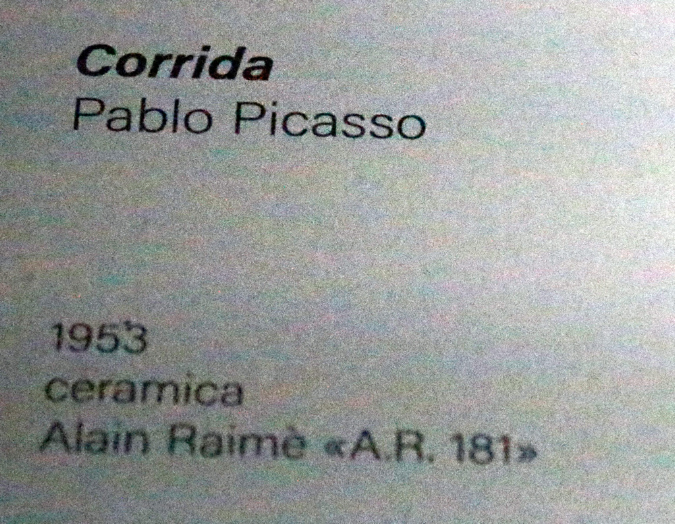 Corrida
Pablo Picasso
1953
ceramica
Alain Raimè «A.R. 181»